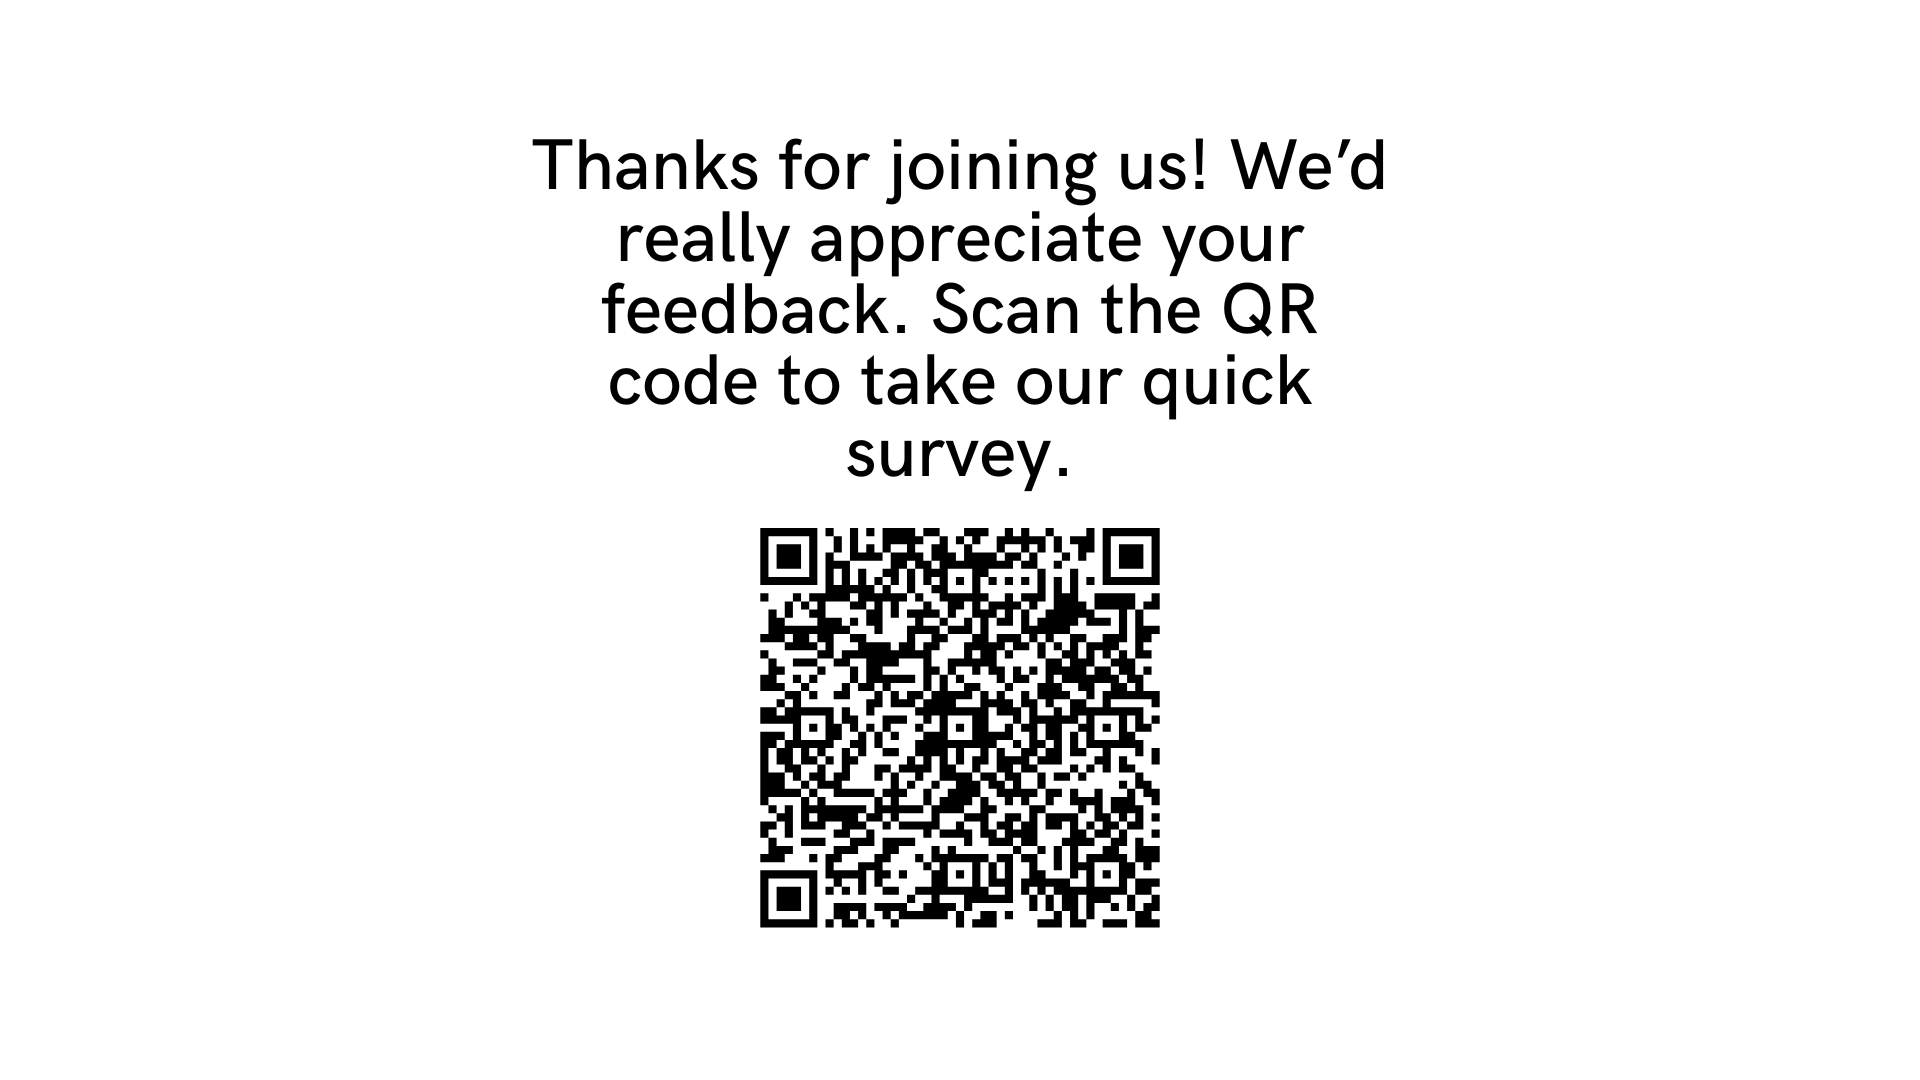 Thanks for joining us! We’d
really appreciate your
feedback. Scan the QR
code to take our quick
survey.